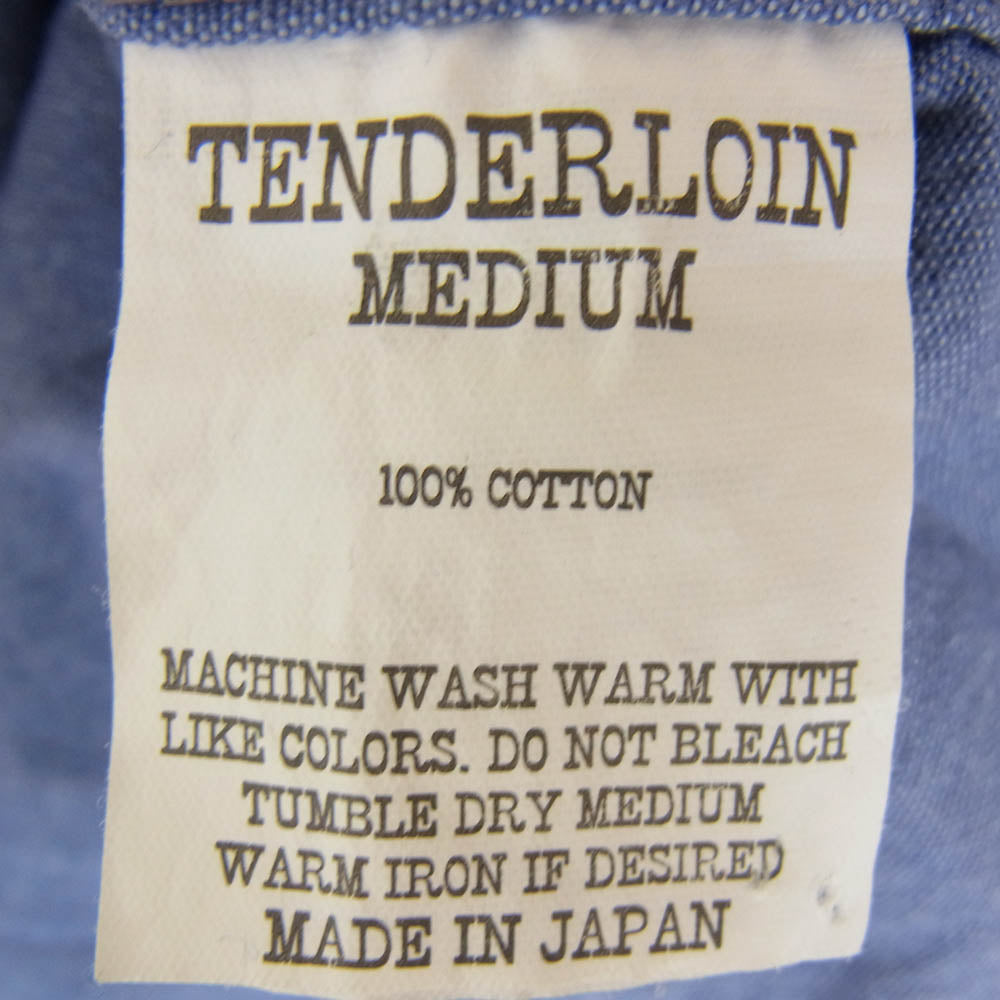 TENDERLOIN
MEDIUM
100% COTTON
MACHINE WASH WARM WITH
LIKE COLORS. DO NOT BLEACH
TUMBLE DRY MEDIUM
WARM IRON IF DESIRED
MADE IN JAPAN